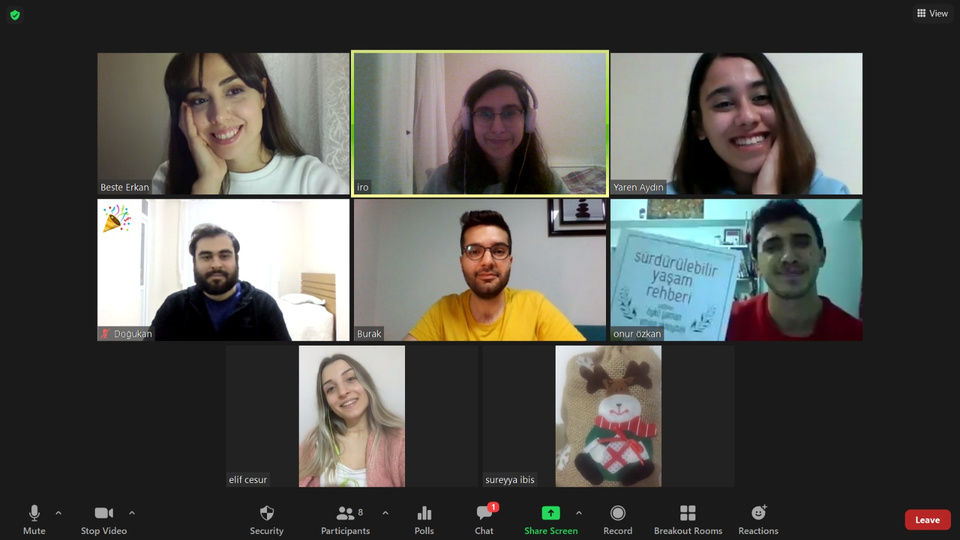 View
Beste Erkan
iro
Yaren Aydın
Doğukan
Burak
onur özkan
sürdürülebilir
yaşam
rehberi
elif cesur
sureyya ibis
Mute
Stop Video
Security
Participants
8
Polls
Chat
1
Share Screen
Record
Breakout Rooms
Reactions
Leave